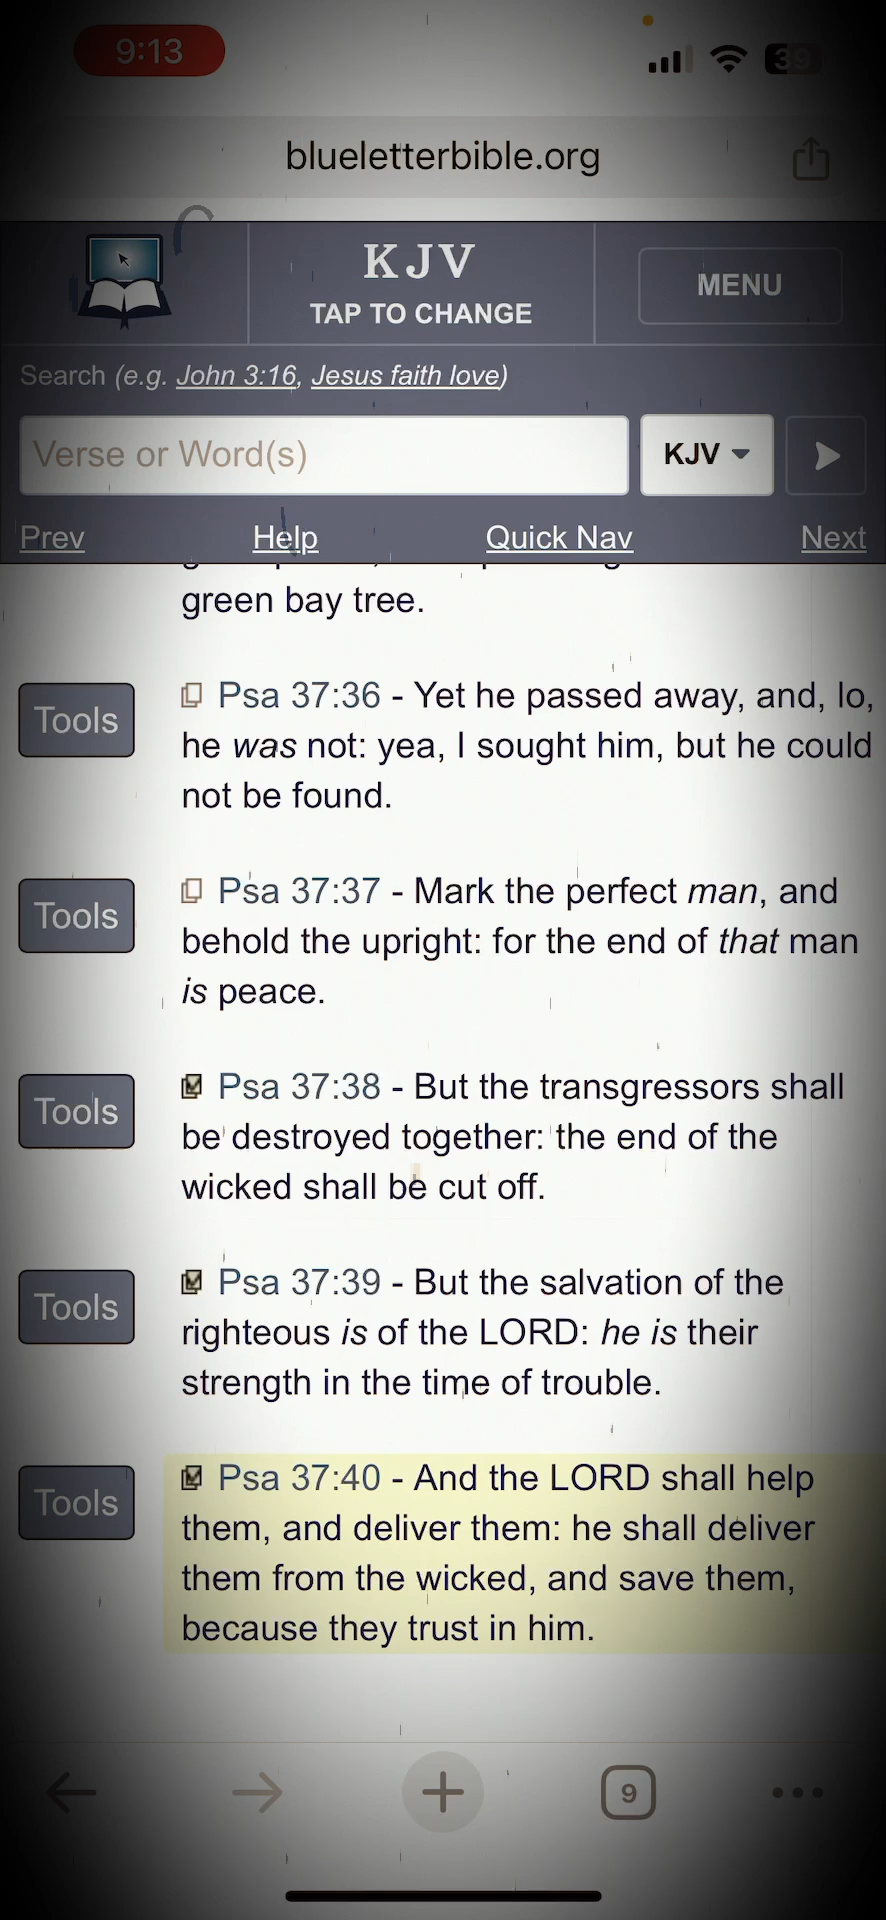 9:13
39
blueletterbible.org
KJV
TAP TO CHANGE
MENU
Search (e.g. John 3:16, Jesus faith love)
Verse or Word(s)
KJV
Prev Help Quick Nav Next
green bay tree.
Tools
Psa 37:36 - Yet he passed away, and, lo,
he was not: yea, I sought him, but he could
not be found.
Tools
Psa 37:37 - Mark the perfect man, and
behold the upright: for the end of that man
is peace.
Tools
Psa 37:38 - But the transgressors shall
be destroyed together: the end of the
wicked shall be cut off.
Tools
Psa 37:39 - But the salvation of the
righteous is of the LORD: he is their
strength in the time of trouble.
Tools
Psa 37:40 - And the LORD shall help
them, and deliver them: he shall deliver
them from the wicked, and save them,
because they trust in him.
9